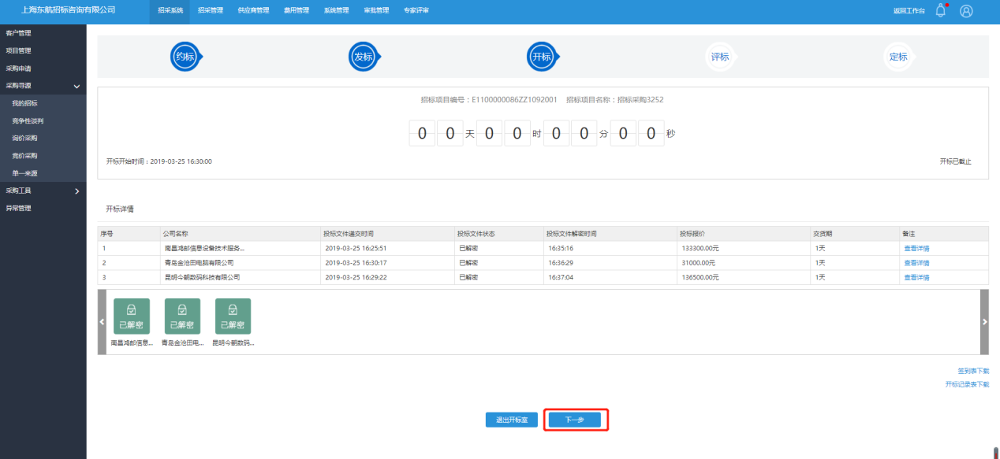 上海东航招标咨询有限公司 招采系统 招采管理 供应商管理 费用管理 系统管理 审批管理 专家评审 返回工作台
客户管理
项目管理
采购申请
采购寻源
我的招标
竞争性谈判
询价采购
竞价采购
单一来源
采购工具
异常管理
约标 发标 开标 评标 定标
招标项目编号：E1100000086ZZ1092001 招标项目名称：招标采购3252
0 0 天 0 0 时 0 0 分 0 0 秒
开标开始时间：2019-03-25 16:30:00 开标已截止
开标详情
序号 公司名称 投标文件递交时间 投标文件状态 投标文件解密时间 投标报价 交货期 备注
1 南昌鸿邮信息设备技术服务... 2019-03-25 16:25:51 已解密 16:35:16 133300.00元 1天 查看详情
2 青岛金沧田电脑有限公司 2019-03-25 16:30:17 已解密 16:36:29 31000.00元 1天 查看详情
3 昆明今朝数码科技有限公司 2019-03-25 16:29:22 已解密 16:37:04 136500.00元 1天 查看详情
已解密 已解密 已解密
南昌鸿邮信息... 青岛金沧田电... 昆明今朝数码...
签到表下载
开标记录表下载
退出开标室 下一步